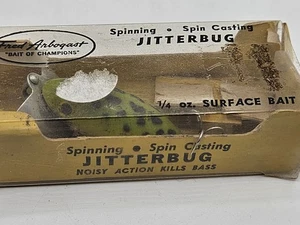 Fred Arbogast
"BAIT OF CHAMPIONS"
Spinning • Spin Casting
JITTERBUG
1/4 oz. SURFACE BAIT
Spinning • Spin Casting
JITTERBUG
NOISY ACTION KILLS BASS